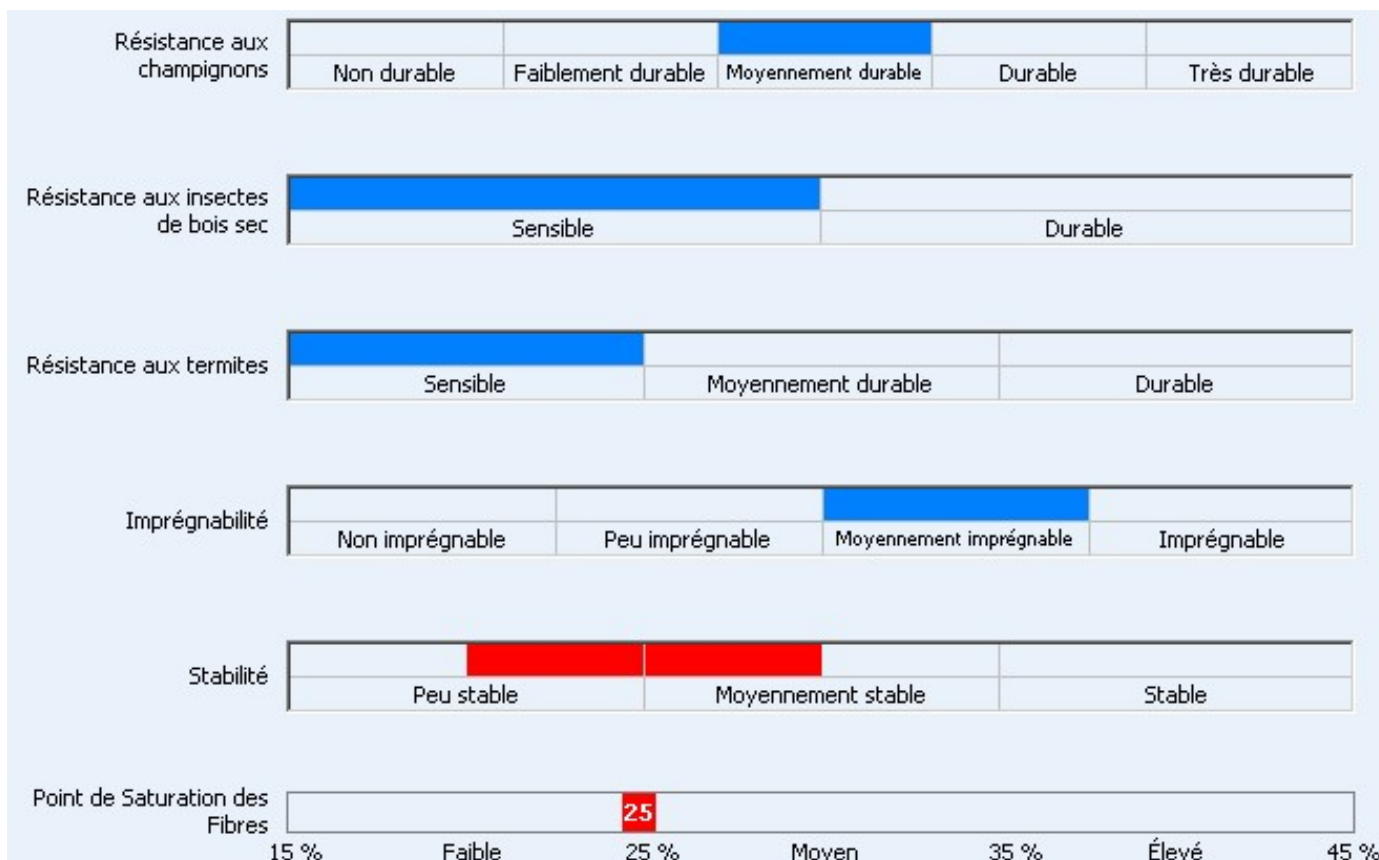 Résistance aux
champignons
Non durable Faiblement durable Moyennement durable Durable Très durable
Résistance aux insectes
de bois sec
Sensible Durable
Résistance aux termites
Sensible Moyennement durable Durable
Imprégnabilité
Non imprégnable Peu imprégnable Moyennement imprégnable Imprégnable
Stabilité
Peu stable Moyennement stable Stable
Point de Saturation des
Fibres
25
15 % Faible 25 % Moyen 35 % Élevé 45 %